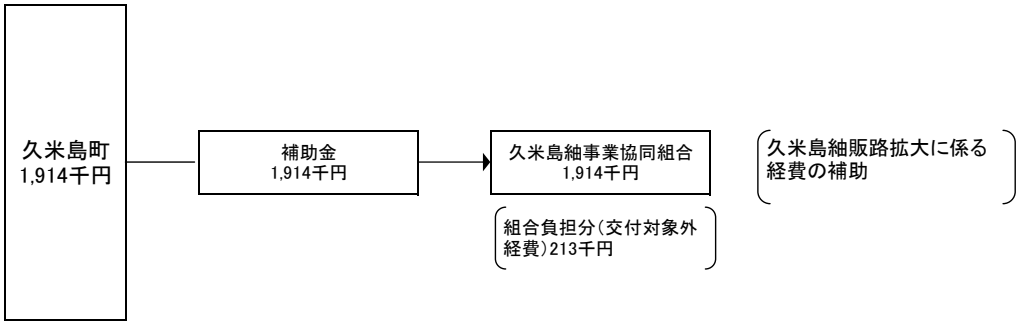 久米島町
1,914千円
補助金
1,914千円
久米島紬事業協同組合
1,914千円
組合負担分(交付対象外
経費)213千円
久米島紬販路拡大に係る
経費の補助